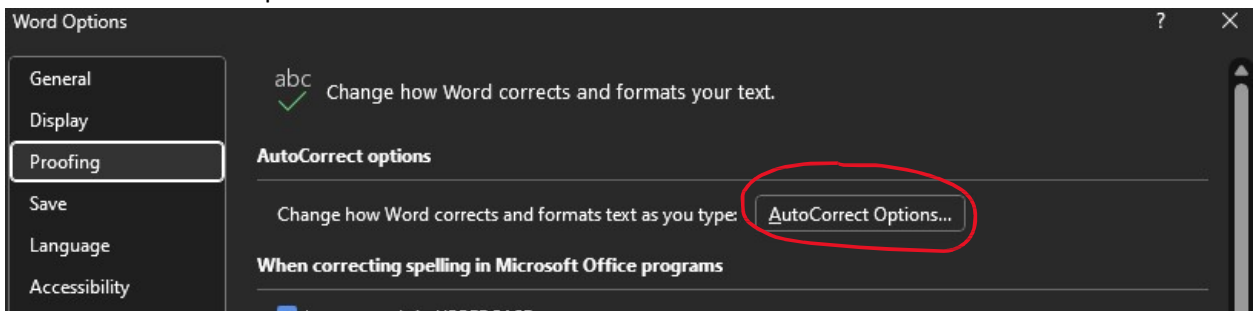 Word Options
?
General
Display
Proofing
Save
Language
Accessibility
abc
Change how Word corrects and formats your text.
AutoCorrect options
Change how Word corrects and formats text as you type:
AutoCorrect Options...
When correcting spelling in Microsoft Office programs